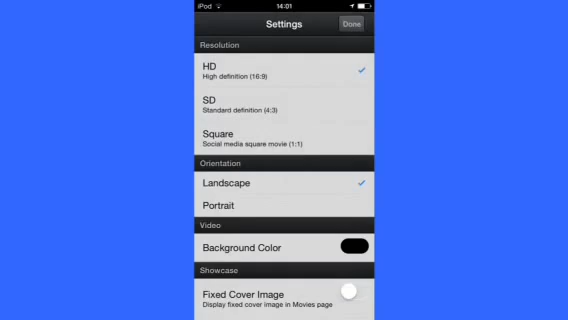 iPod 14:01
Settings Done
Resolution
HD
High definition (16:9)
SD
Standard definition (4:3)
Square
Social media square movie (1:1)
Orientation
Landscape
Portrait
Video
Background Color
Showcase
Fixed Cover Image
Display fixed cover image in Movies page